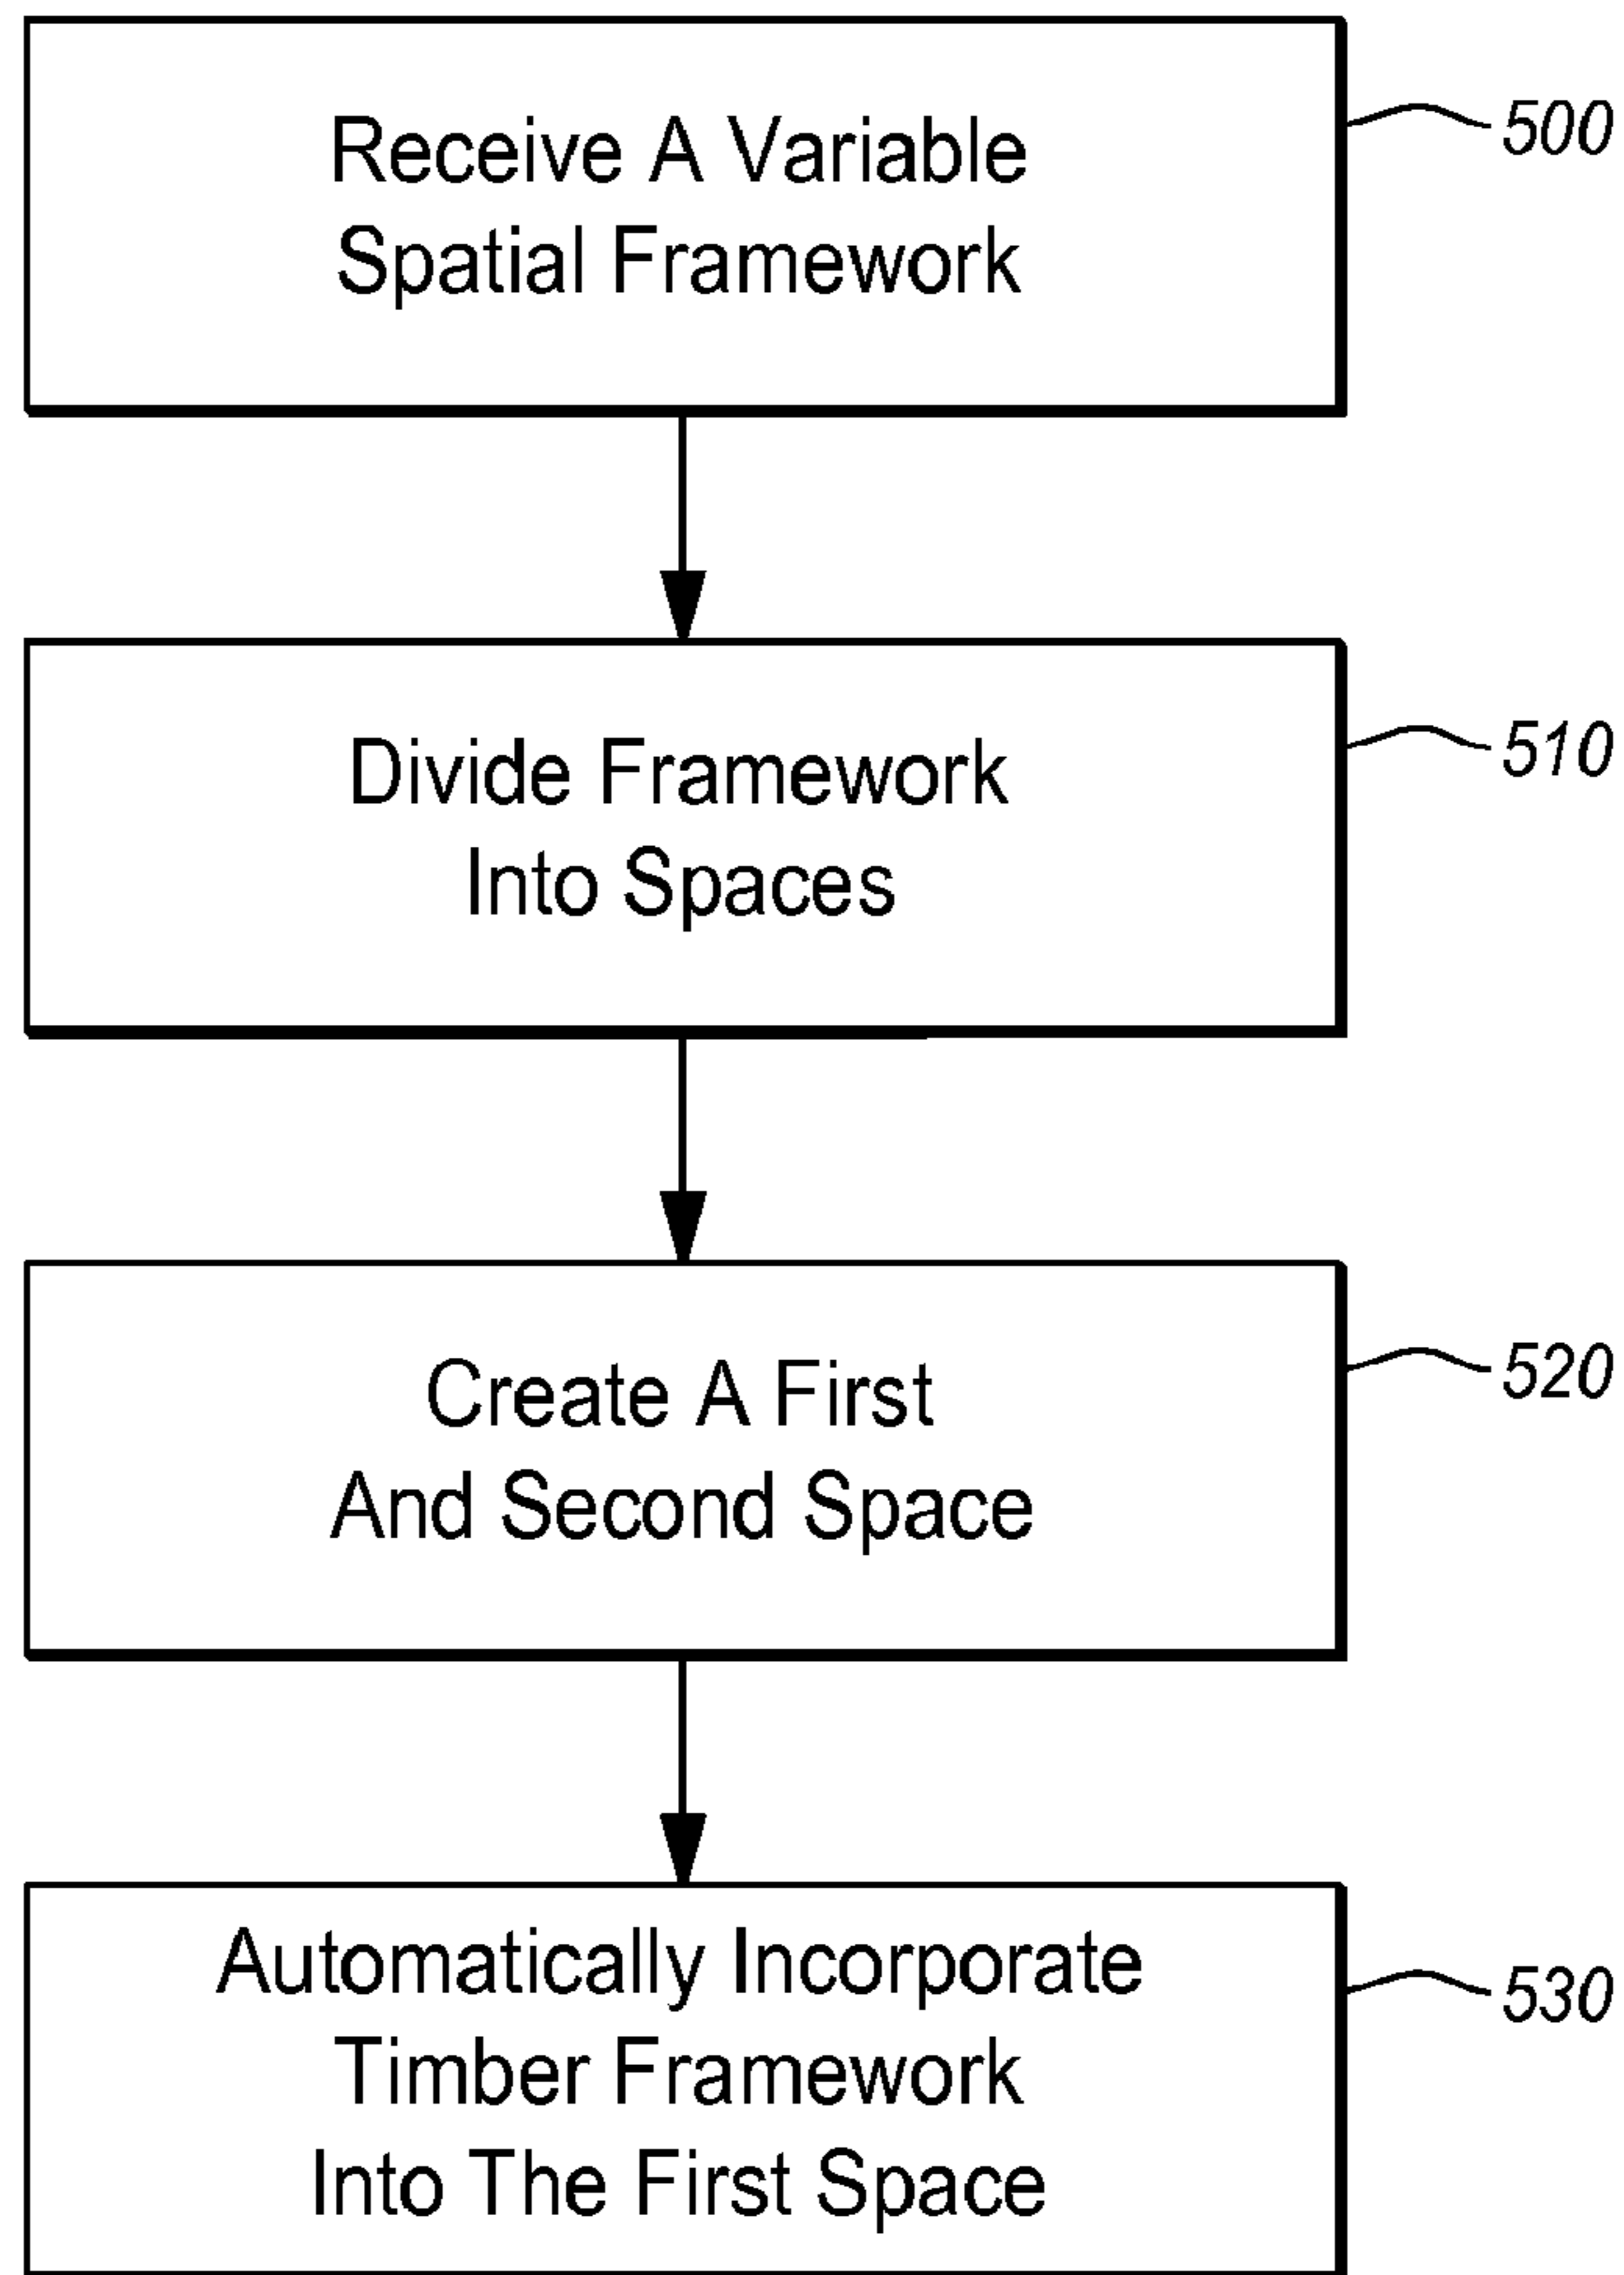 Receive A Variable
Spatial Framework
500
Divide Framework
Into Spaces
510
Create A First
And Second Space
520
Automatically Incorporate
Timber Framework
Into The First Space
530